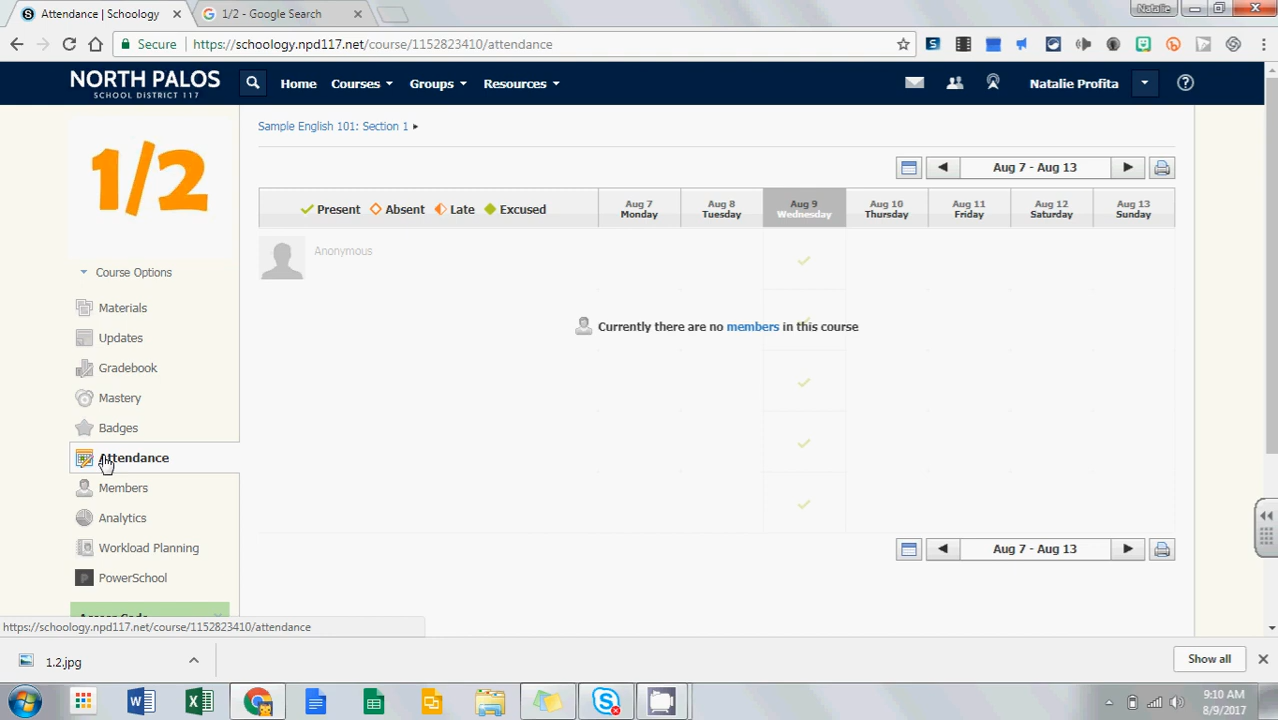 Attendance | Schoology
1/2 - Google Search
Natalie
Secure
https://schoology.npd117.net/course/1152823410/attendance
NORTH PALOS
SCHOOL DISTRICT 117
Home
Courses
Groups
Resources
Natalie Profita
1/2
Sample English 101: Section 1
Aug 7 - Aug 13
Present
Absent
Late
Excused
Aug 7
Monday
Aug 8
Tuesday
Aug 9
Wednesday
Aug 10
Thursday
Aug 11
Friday
Aug 12
Saturday
Aug 13
Sunday
Anonymous
Currently there are no members in this course
Course Options
Materials
Updates
Gradebook
Mastery
Badges
Attendance
Members
Analytics
Workload Planning
PowerSchool
Access Code
Aug 7 - Aug 13
https://schoology.npd117.net/course/1152823410/attendance
1.2.jpg
Show all
9:10 AM
8/9/2017